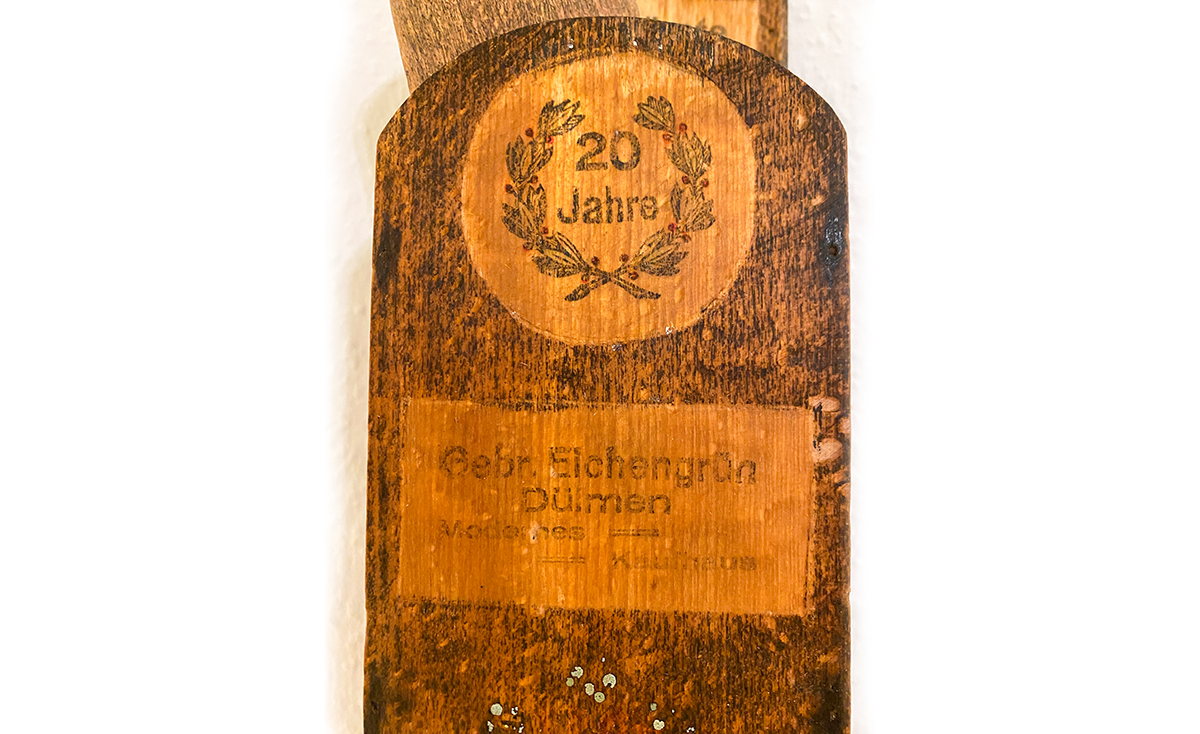 20
Jahre
Gebr. Eichengrün
Dülmen
Modernes
Kaufhaus